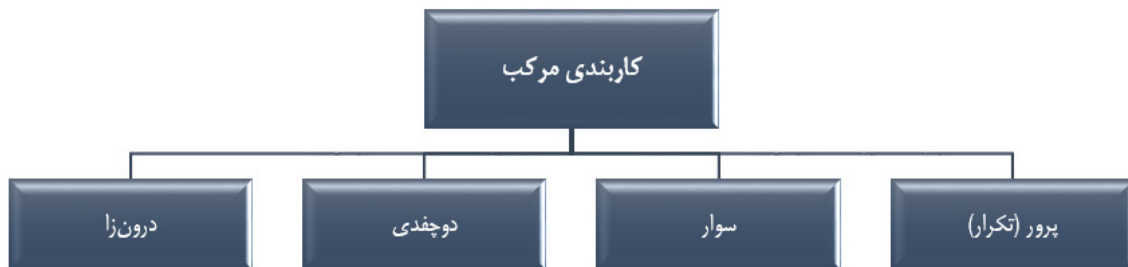 کاربندی مرکب
پرور (تکرار)
سوار
دوچفدی
درون‌زا